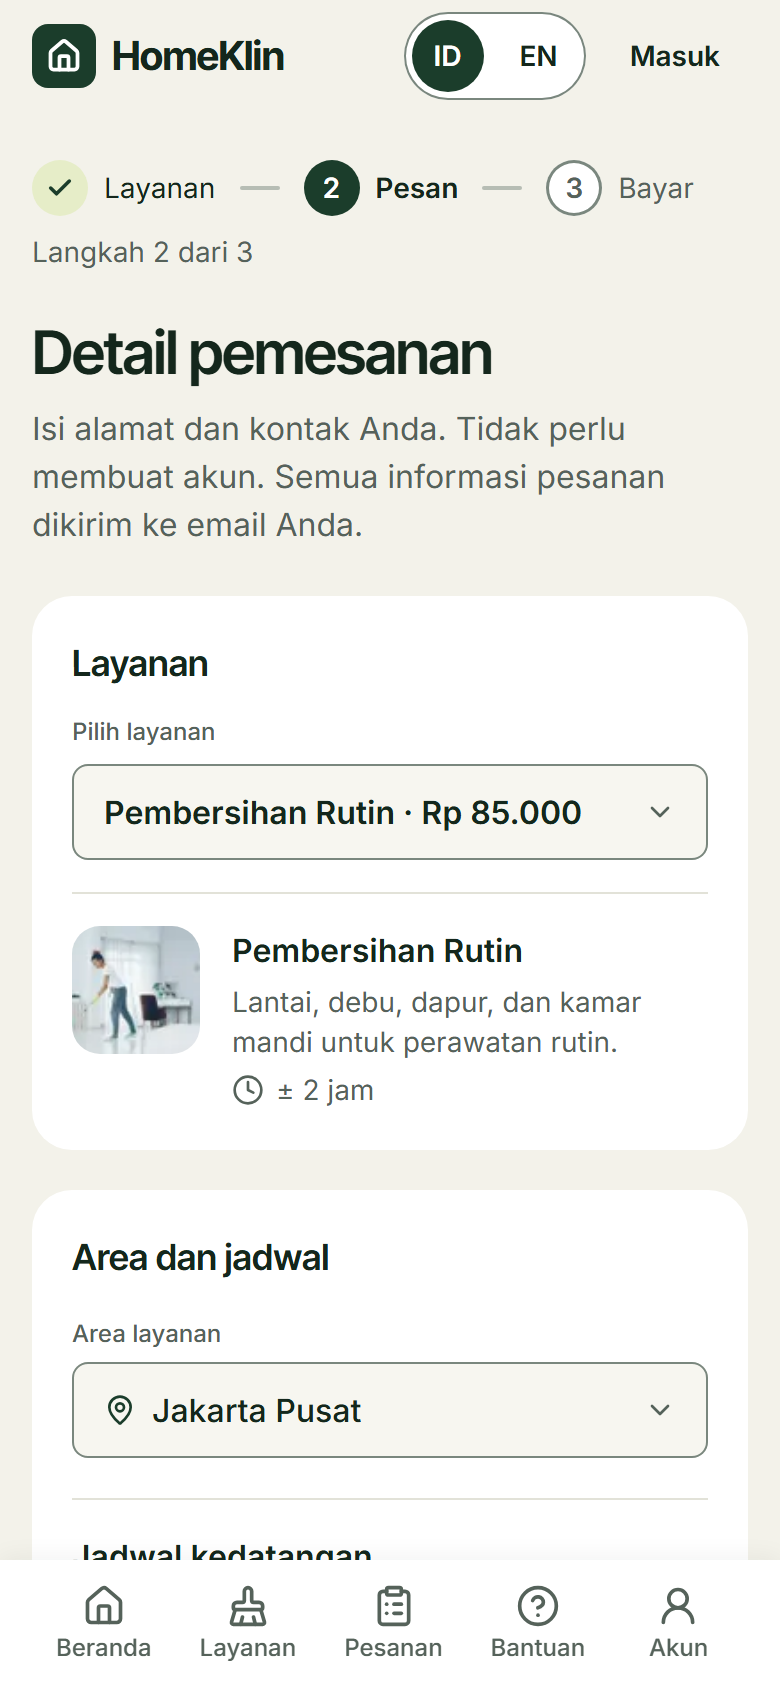 HomeKlin
ID
EN
Masuk
Layanan
2
Pesan
3
Bayar
Langkah 2 dari 3
Detail pemesanan
Isi alamat dan kontak Anda. Tidak perlu
membuat akun. Semua informasi pesanan
dikirim ke email Anda.
Layanan
Pilih layanan
Pembersihan Rutin · Rp 85.000
Pembersihan Rutin
Lantai, debu, dapur, dan kamar
mandi untuk perawatan rutin.
± 2 jam
Area dan jadwal
Area layanan
Jakarta Pusat
Jadwal kedatangan
Beranda
Layanan
Pesanan
Bantuan
Akun